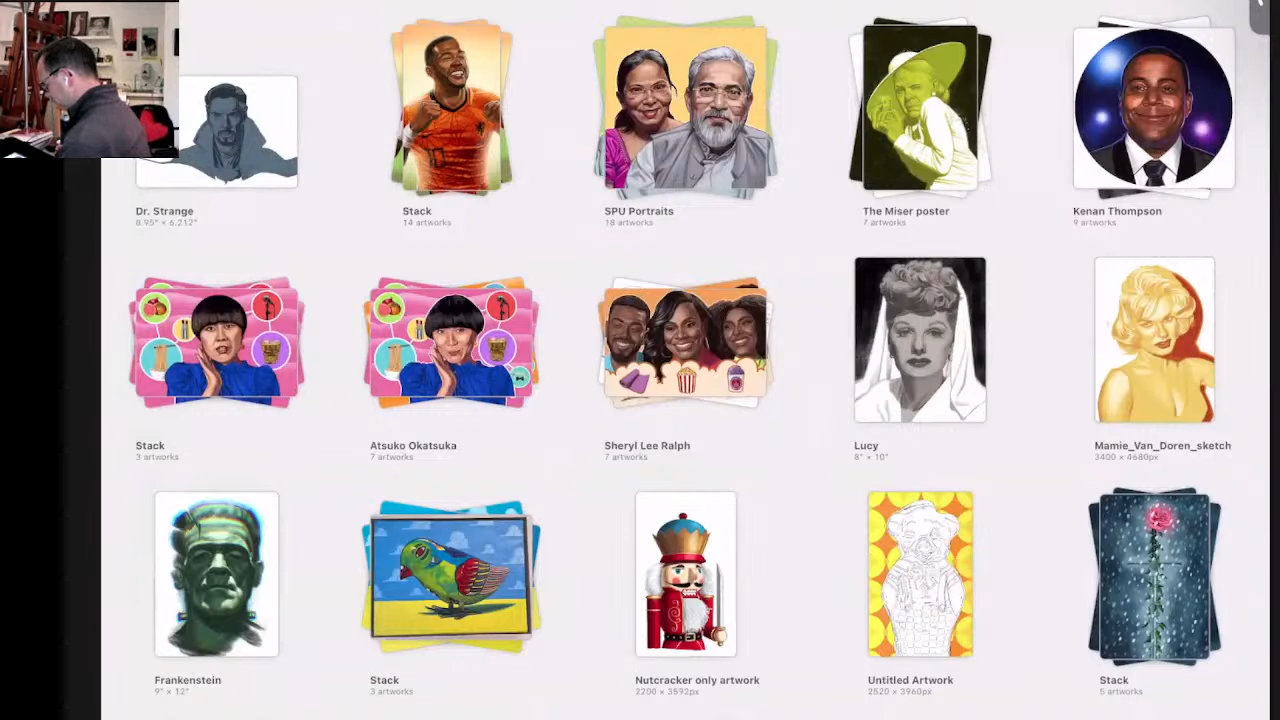 Dr. Strange
8.95" × 6.212"
Stack
14 artworks
SPU Portraits
18 artworks
The Miser poster
7 artworks
Kenan Thompson
9 artworks
Stack
3 artworks
Atsuko Okatsuka
7 artworks
Sheryl Lee Ralph
7 artworks
Lucy
8" × 10"
Mamie_Van_Doren_sketch
3400 × 4680px
Frankenstein
9" × 12"
Stack
3 artworks
Nutcracker only artwork
2200 × 3592px
Untitled Artwork
2520 × 3960px
Stack
5 artworks